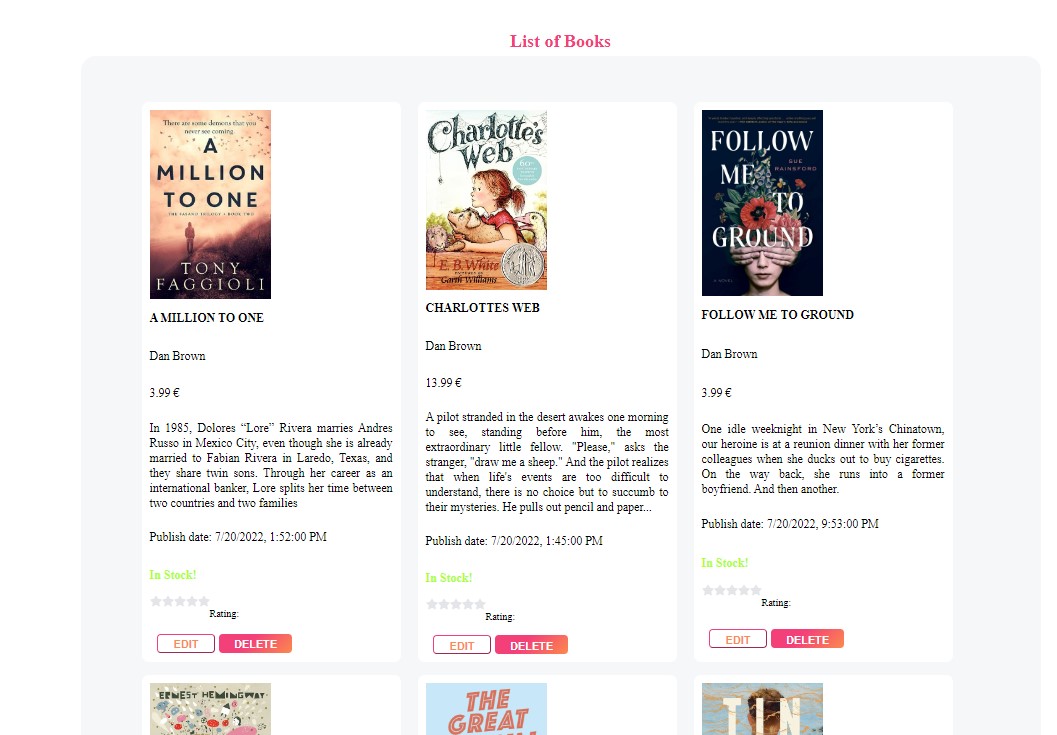 List of Books
There are some demons that you
never see coming.
A
MILLION
TO ONE
THE FASANO TRILOGY • BOOK TWO
TONY
FAGGIOLI
A MILLION TO ONE
Dan Brown
3.99 €
In 1985, Dolores “Lore” Rivera marries Andres
Russo in Mexico City, even though she is already
married to Fabian Rivera in Laredo, Texas, and
they share twin sons. Through her career as an
international banker, Lore splits her time between
two countries and two families
Publish date: 7/20/2022, 1:52:00 PM
In Stock!
Rating:
EDIT
DELETE
Charlotte's
Web
60th
E. B. White
Garth Williams
CHARLOTTES WEB
Dan Brown
13.99 €
A pilot stranded in the desert awakes one morning
to see, standing before him, the most
extraordinary little fellow. "Please," asks the
stranger, "draw me a sheep." And the pilot realizes
that when life's events are too difficult to
understand, there is no choice but to succumb to
their mysteries. He pulls out pencil and paper...
Publish date: 7/20/2022, 1:45:00 PM
In Stock!
Rating:
EDIT
DELETE
FOLLOW
ME
SUE
RAINSFORD
TO
GROUND
A NOVEL
FOLLOW ME TO GROUND
Dan Brown
3.99 €
One idle weeknight in New York’s Chinatown,
our heroine is at a reunion dinner with her former
colleagues when she ducks out to buy cigarettes.
On the way back, she runs into a former
boyfriend. And then another.
Publish date: 7/20/2022, 9:53:00 PM
In Stock!
Rating:
EDIT
DELETE
ERNEST HEMINGWAY
THE
GREAT
TIN